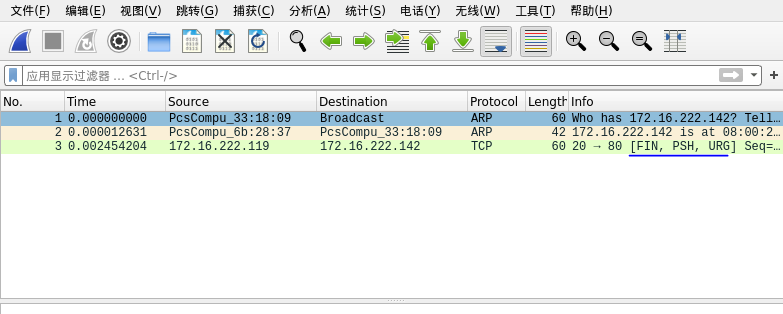 文件(F) 编辑(E) 视图(V) 跳转(G) 捕获(C) 分析(A) 统计(S) 电话(Y) 无线(W) 工具(T) 帮助(H)
应用显示过滤器 … <Ctrl-/>
No. Time Source Destination Protocol Length Info
1 0.000000000 PcsCompu_33:18:09 Broadcast ARP 60 Who has 172.16.222.142? Tell…
2 0.000012631 PcsCompu_6b:28:37 PcsCompu_33:18:09 ARP 42 172.16.222.142 is at 08:00:2…
3 0.002454204 172.16.222.119 172.16.222.142 TCP 60 20 → 80 [FIN, PSH, URG] Seq=…